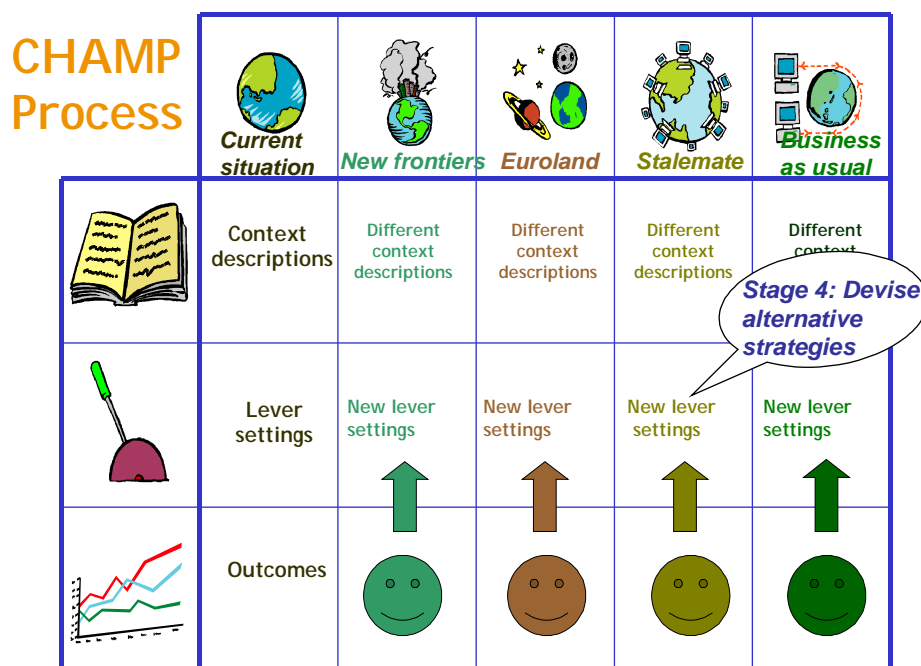 CHAMP
Process
Current
situation
New frontiers
Euroland
Stalemate
Business
as usual
Context
descriptions
Different
context
descriptions
Different
context
descriptions
Different
context
descriptions
Different
context
Stage 4: Devise
alternative
strategies
Lever
settings
New lever
settings
New lever
settings
New lever
settings
New lever
settings
Outcomes